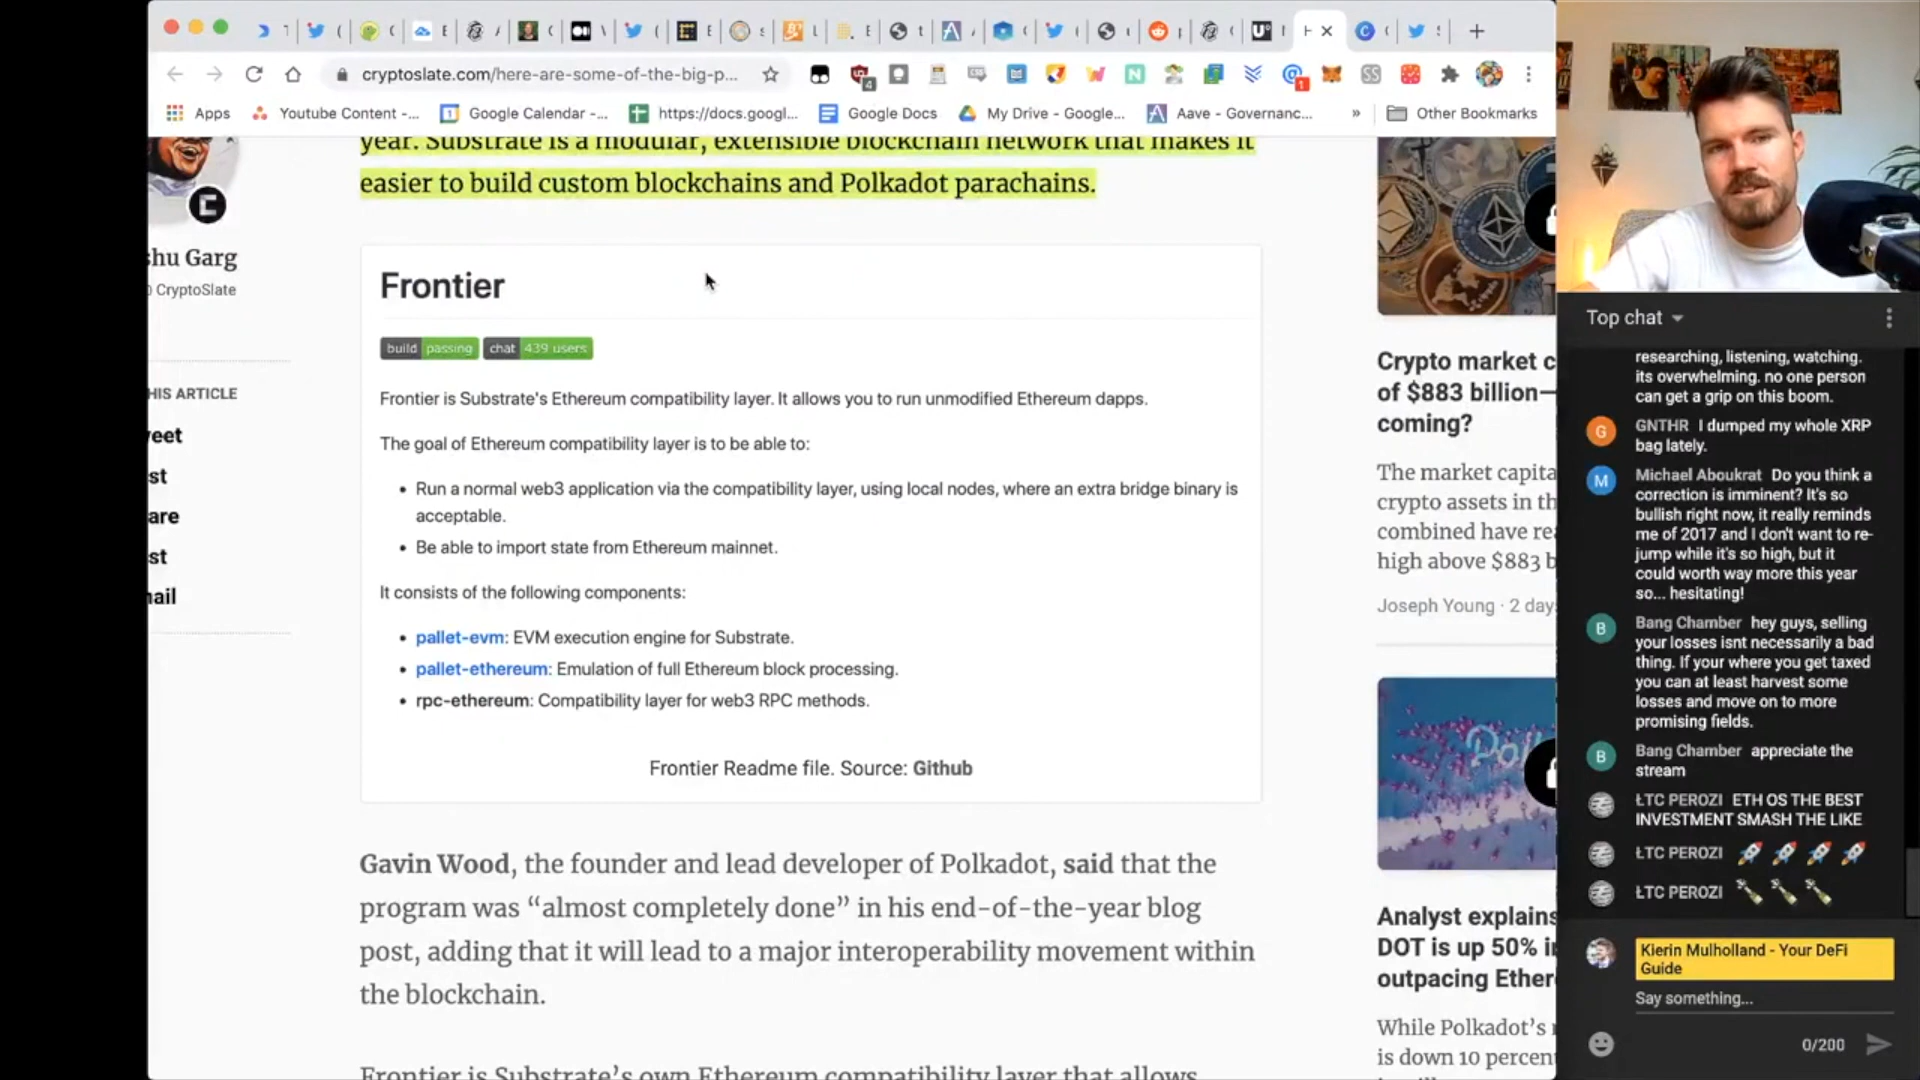 cryptoslate.com/here-are-some-of-the-big-p...
Apps
Youtube Content -...
Google Calendar -...
https://docs.googl...
Google Docs
My Drive - Google...
Aave - Governanc...
»
Other Bookmarks
year. Substrate is a modular, extensible blockchain network that makes it
easier to build custom blockchains and Polkadot parachains.
shu Garg
CryptoSlate
HIS ARTICLE
eet
st
are
st
ail
Frontier
build passing chat 439 users
Frontier is Substrate's Ethereum compatibility layer. It allows you to run unmodified Ethereum dapps.
The goal of Ethereum compatibility layer is to be able to:
• Run a normal web3 application via the compatibility layer, using local nodes, where an extra bridge binary is
acceptable.
• Be able to import state from Ethereum mainnet.
It consists of the following components:
• pallet-evm: EVM execution engine for Substrate.
• pallet-ethereum: Emulation of full Ethereum block processing.
• rpc-ethereum: Compatibility layer for web3 RPC methods.
Frontier Readme file. Source: Github
Gavin Wood, the founder and lead developer of Polkadot, said that the
program was “almost completely done” in his end-of-the-year blog
post, adding that it will lead to a major interoperability movement within
the blockchain.
Frontier is Substrate’s own Ethereum compatibility layer that allows
Crypto market c
of $883 billion—
coming?
The market capita
crypto assets in th
combined have rea
high above $883 b
Joseph Young · 2 day
Analyst explains
DOT is up 50% i
outpacing Ether
While Polkadot’s
is down 10 percen
Top chat
researching, listening, watching.
its overwhelming. no one person
can get a grip on this boom.
GNTHR I dumped my whole XRP
bag lately.
Michael Aboukrat Do you think a
correction is imminent? It's so
bullish right now, it really reminds
me of 2017 and I don't want to re-
jump while it's so high, but it
could worth way more this year
so... hesitating!
Bang Chamber hey guys, selling
your losses isnt necessarily a bad
thing. If your where you get taxed
you can at least harvest some
losses and move on to more
promising fields.
Bang Chamber appreciate the
stream
ŁTC PEROZI ETH OS THE BEST
INVESTMENT SMASH THE LIKE
ŁTC PEROZI 🚀 🚀 🚀 🚀
ŁTC PEROZI 🍾 🍾 🍾
Kierin Mulholland - Your DeFi
Guide
Say something...
0/200